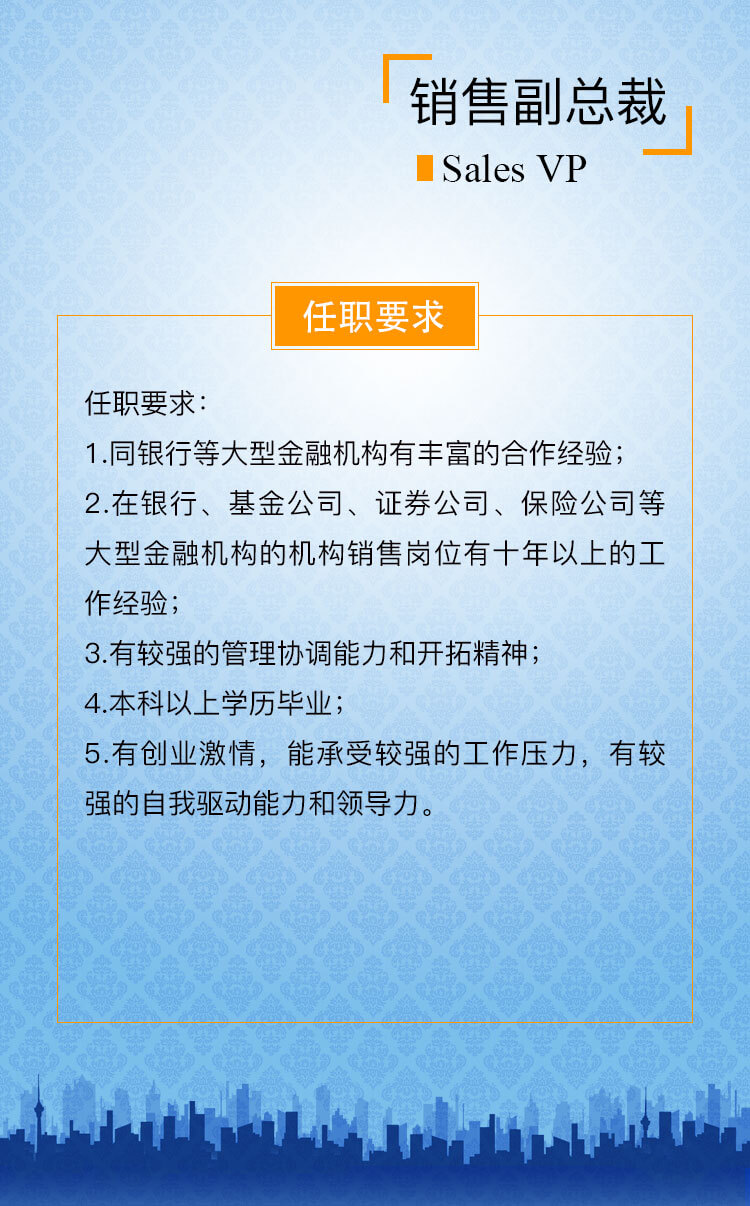 销售副总裁
Sales VP
任职要求
任职要求：
1.同银行等大型金融机构有丰富的合作经验；
2.在银行、基金公司、证券公司、保险公司等
大型金融机构的机构销售岗位有十年以上的工
作经验；
3.有较强的管理协调能力和开拓精神；
4.本科以上学历毕业；
5.有创业激情，能承受较强的工作压力，有较
强的自我驱动能力和领导力。